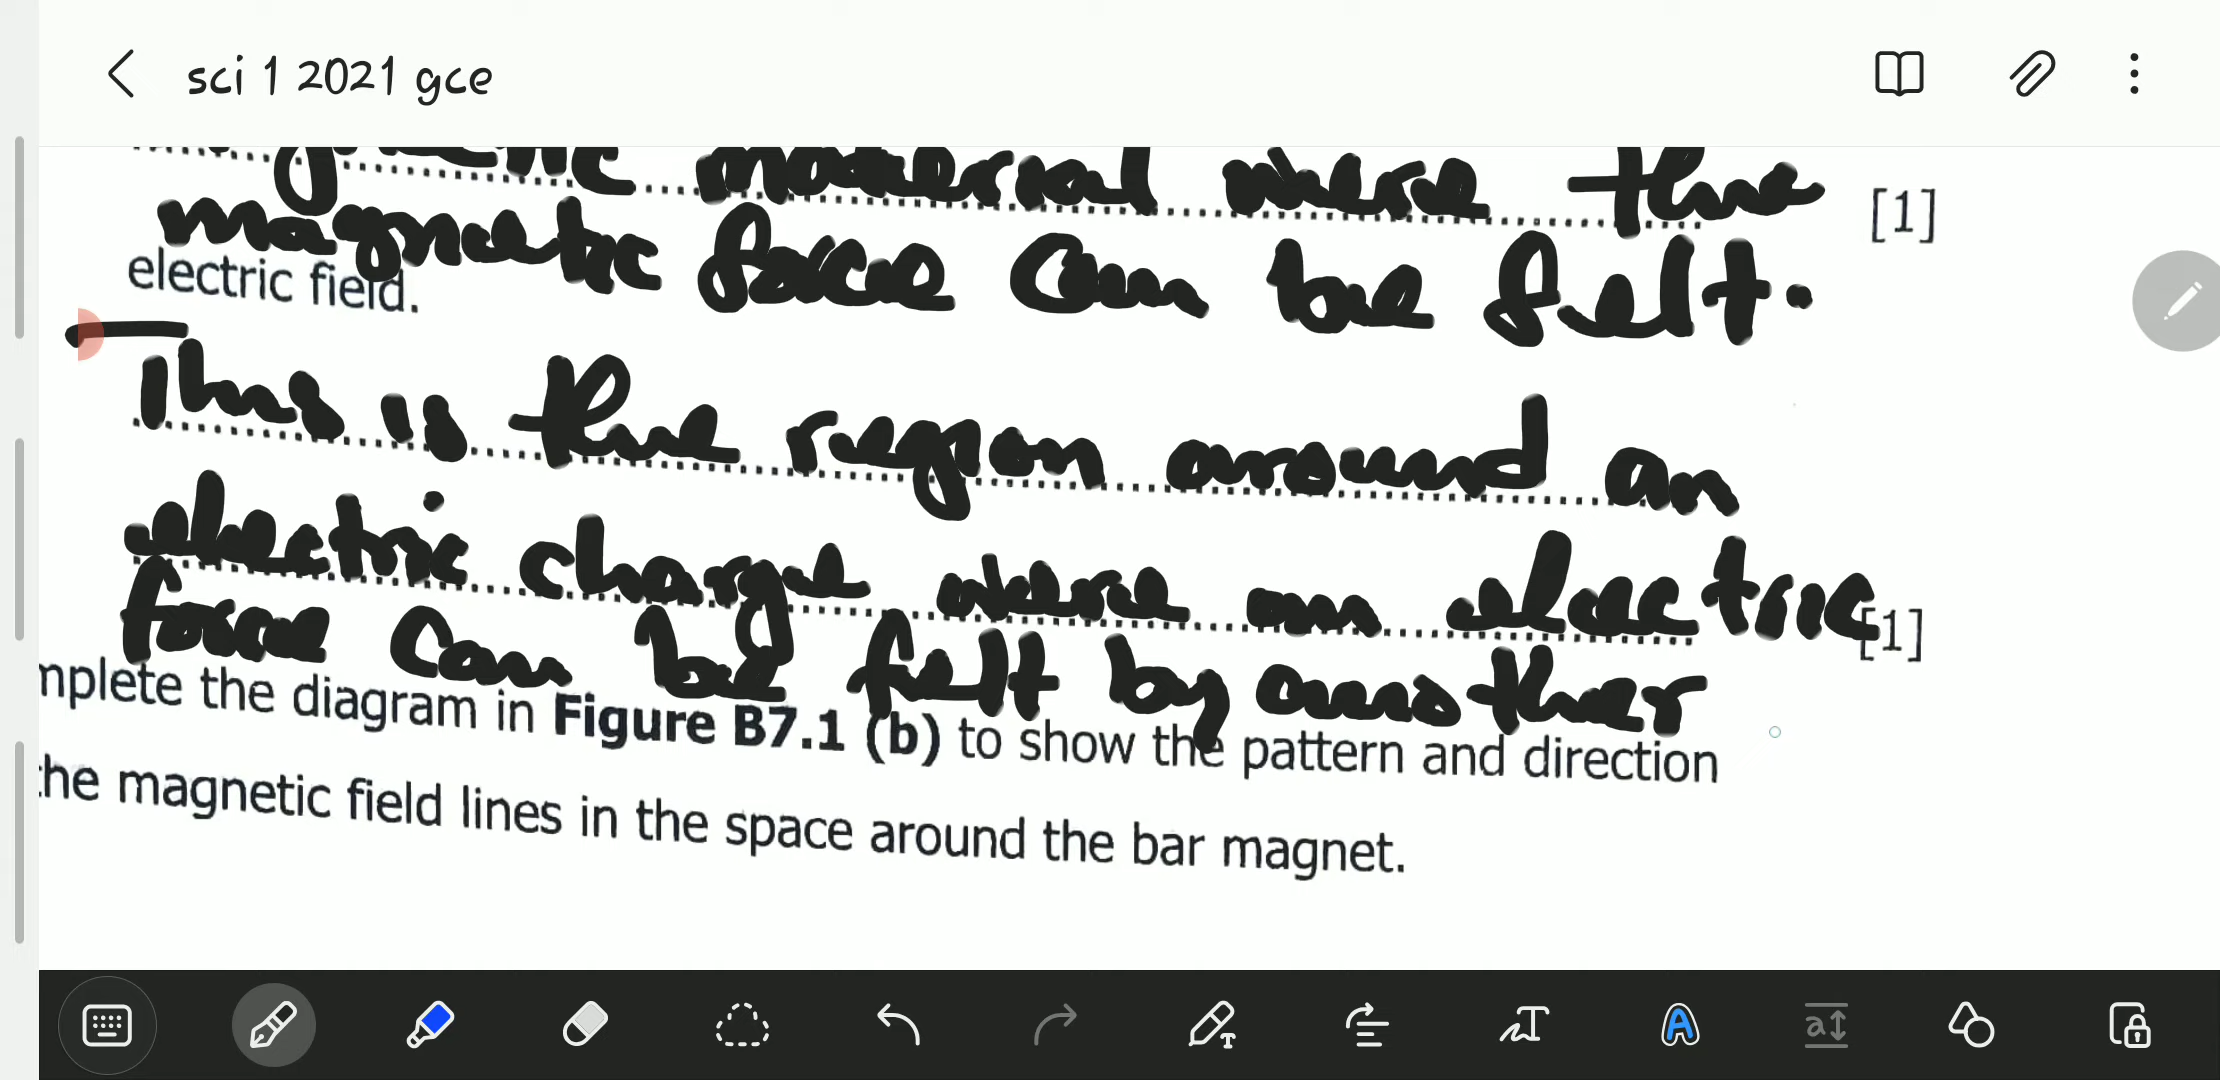 sci 1 2021 gce
material where the [1]
magnetic force can be felt.
electric field.
This is the region around an
electric charge where an electric [1]
force can be felt by another
mplete the diagram in Figure B7.1 (b) to show the pattern and direction
he magnetic field lines in the space around the bar magnet.